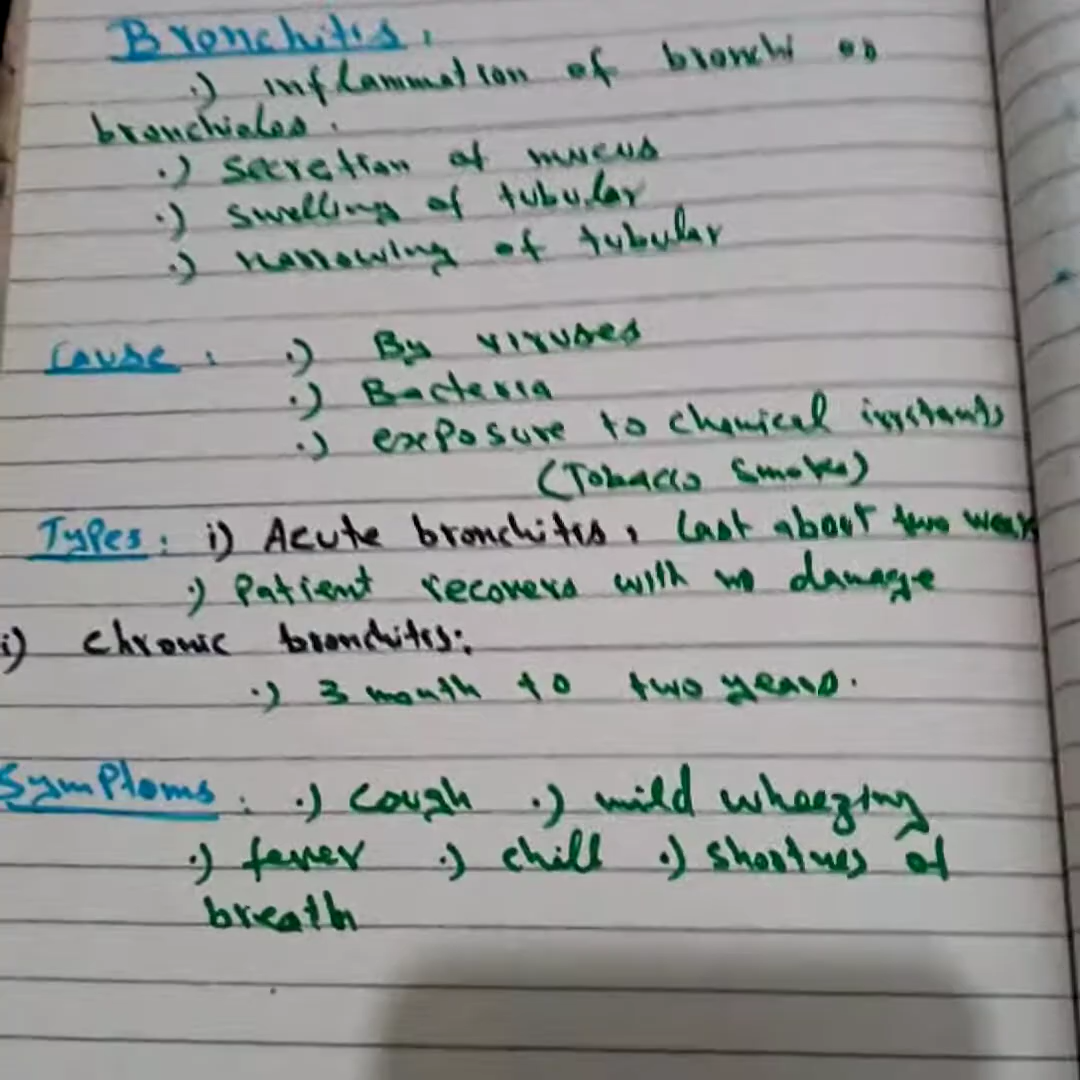 Bronchitis:
.) inflammation of bronchi or
bronchioles.
.) Secretion of mucus
.) swelling of tubular
.) narrowing of tubular
Cause : .) By viruses
.) Bacteria
.) exposure to chemical irritants
(Tobacco Smoke)
Types: i) Acute bronchitis, last about two week
.) Patient recovers with no damage
i) Chronic bronchitis:
.) 3 month to two years.
Symptoms : .) Cough .) mild wheezing
.) fever .) chill .) Shortnes of
breath